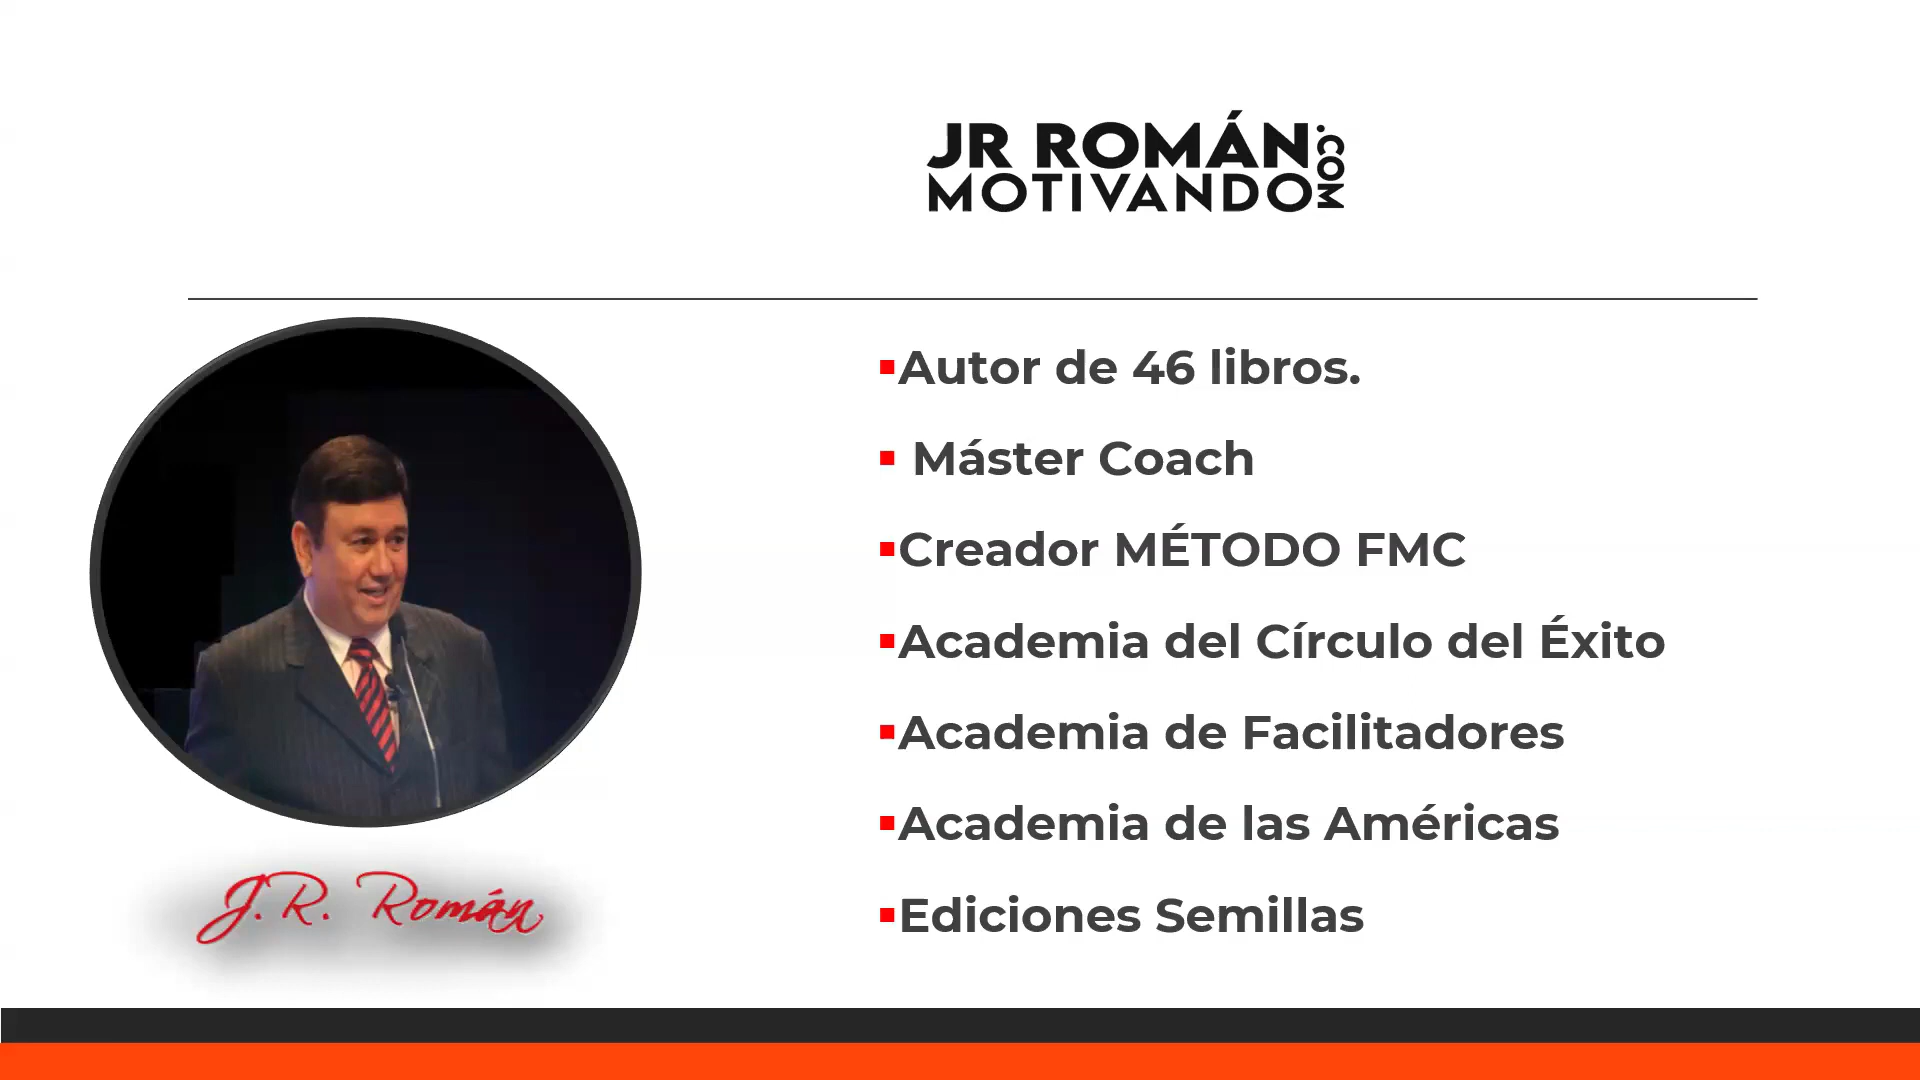 JR ROMÁN
MOTIVANDO
.COM
Autor de 46 libros.
Máster Coach
Creador MÉTODO FMC
Academia del Círculo del Éxito
Academia de Facilitadores
Academia de las Américas
Ediciones Semillas
J.R. Román